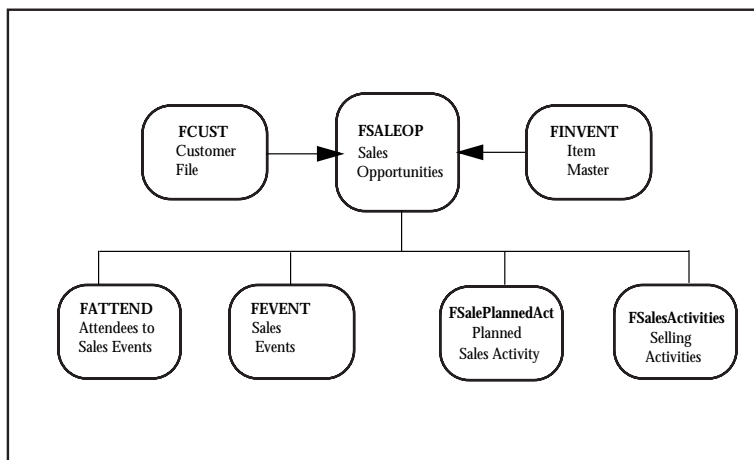 FCUST
Customer
File
FSALEOP
Sales
Opportunities
FINVENT
Item
Master
FATTEND
Attendees to
Sales Events
FEVENT
Sales
Events
FSalePlannedAct
Planned
Sales Activity
FSalesActivities
Selling
Activities